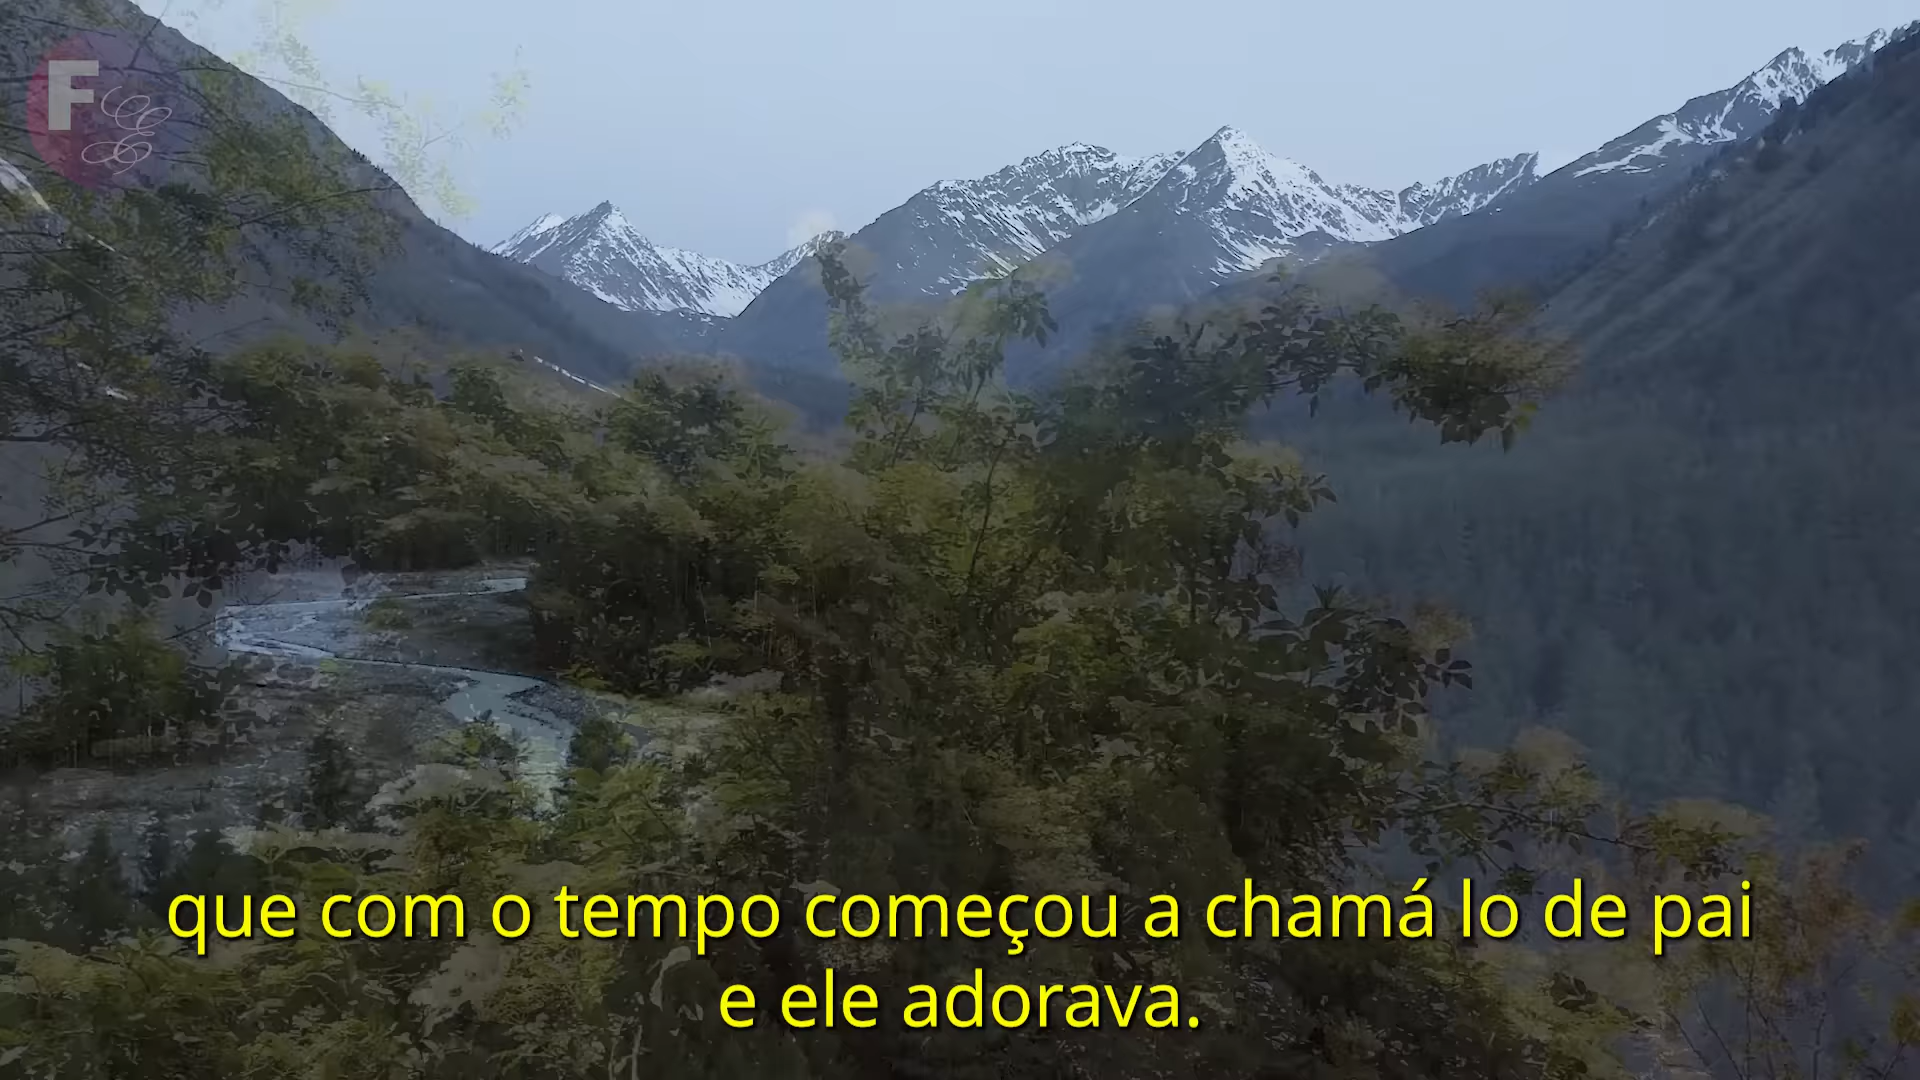 F
que com o tempo começou a chamá lo de pai
e ele adorava.